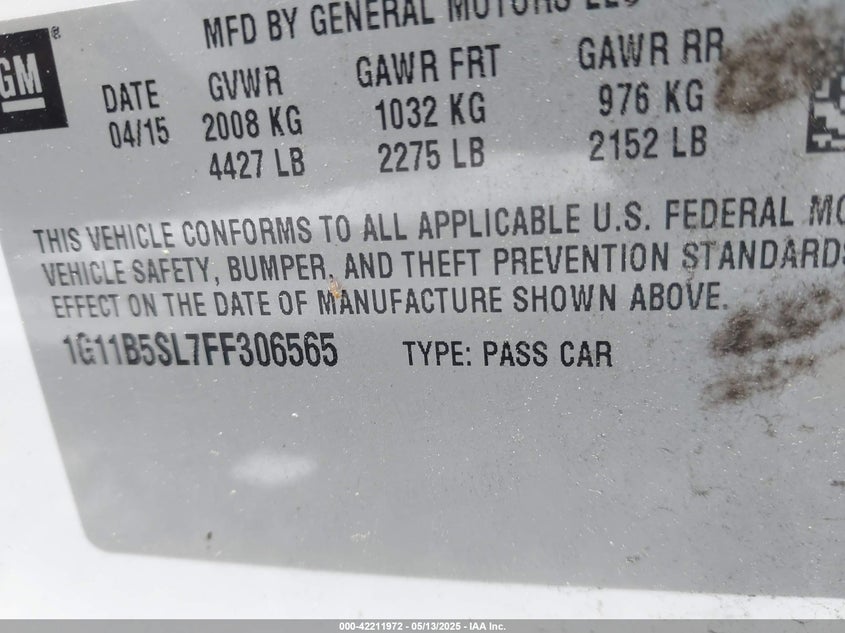 GM®
MFD BY GENERAL MOTORS LLC
DATE GVWR GAWR FRT GAWR RR
04/15 2008 KG 1032 KG 976 KG
4427 LB 2275 LB 2152 LB
THIS VEHICLE CONFORMS TO ALL APPLICABLE U.S. FEDERAL MO
VEHICLE SAFETY, BUMPER, AND THEFT PREVENTION STANDARDS
EFFECT ON THE DATE OF MANUFACTURE SHOWN ABOVE.
1G11B5SL7FF306565 TYPE: PASS CAR
000-42211972 - 05/13/2025 - IAA Inc.